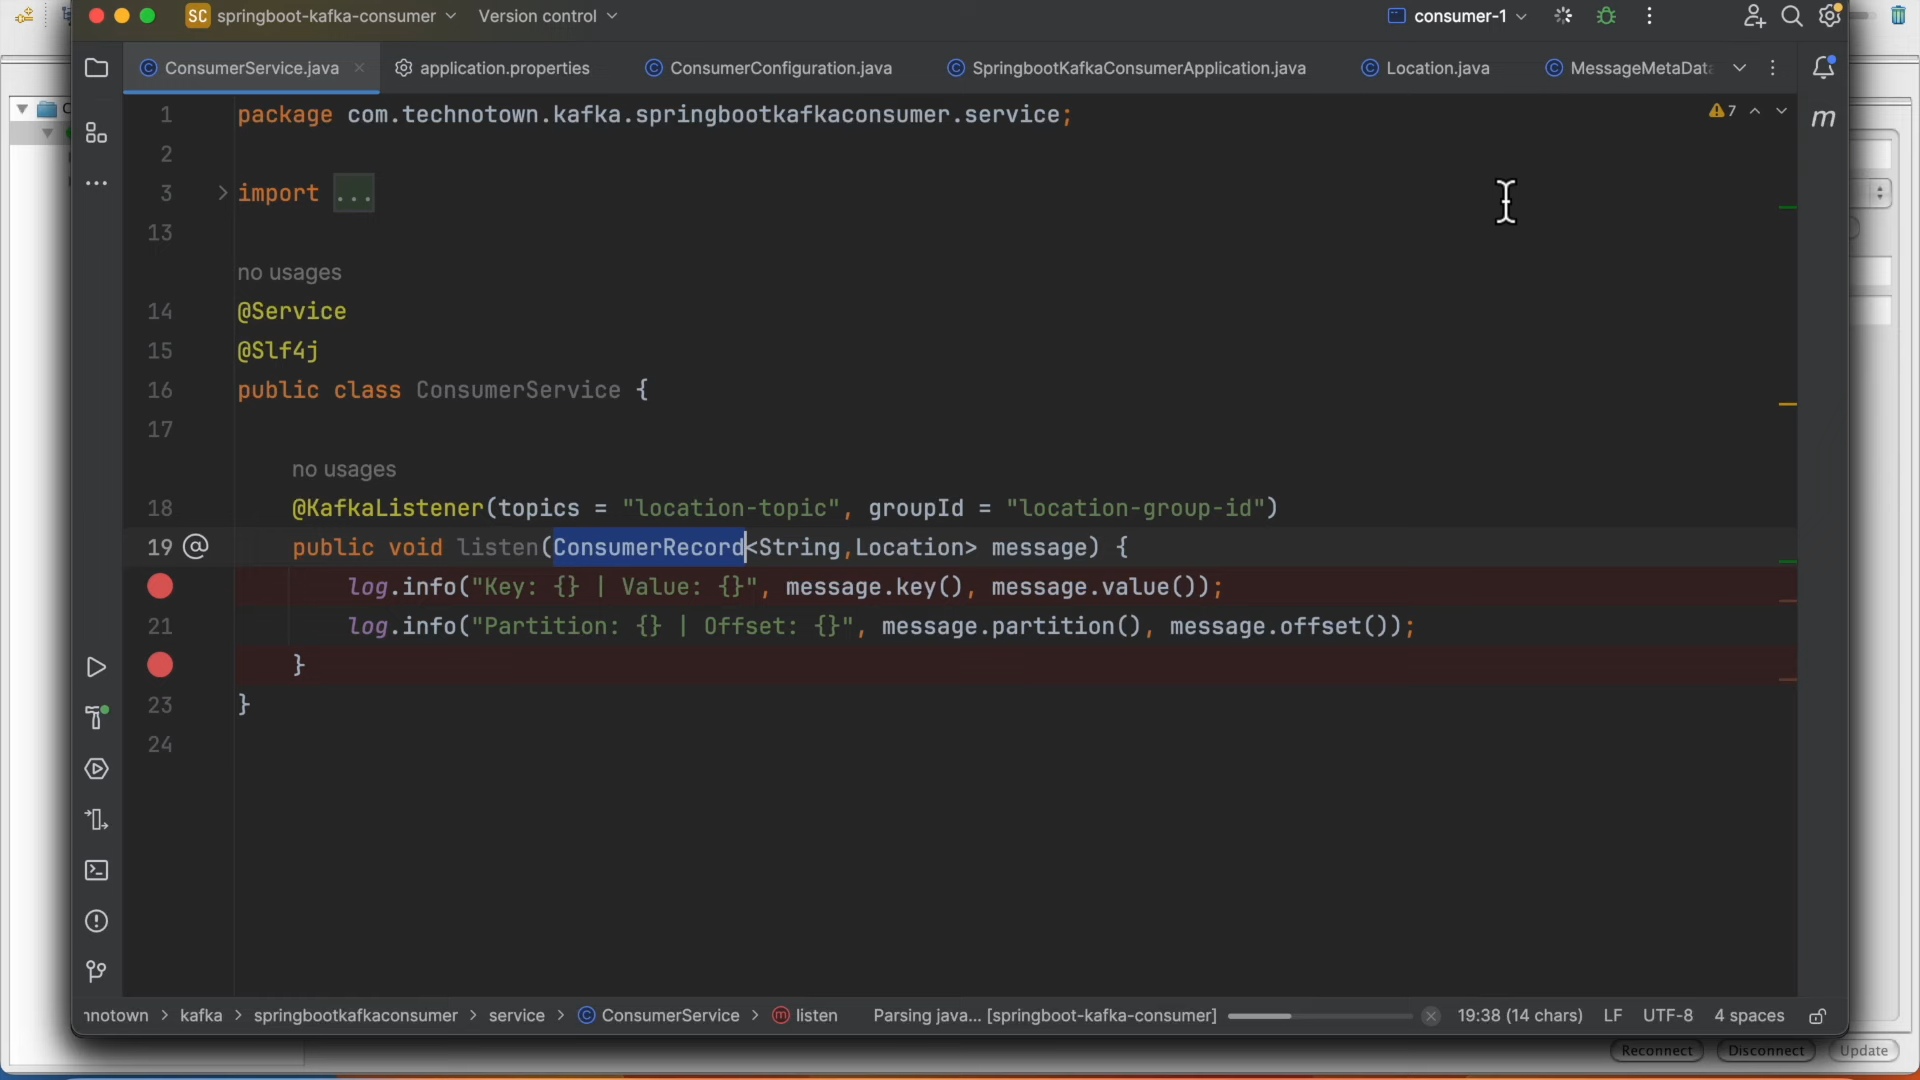 SC springboot-kafka-consumer Version control consumer-1
ConsumerService.java application.properties ConsumerConfiguration.java SpringbootKafkaConsumerApplication.java Location.java MessageMetaData
1 package com.technotown.kafka.springbootkafkaconsumer.service; 7
2
3 import ...
13
no usages
14 @Service
15 @Slf4j
16 public class ConsumerService {
17
no usages
18 @KafkaListener(topics = "location-topic", groupId = "location-group-id")
19 public void listen(ConsumerRecord<String,Location> message) {
log.info("Key: {} | Value: {}", message.key(), message.value());
21 log.info("Partition: {} | Offset: {}", message.partition(), message.offset());
}
23 }
24
nnotown > kafka > springbootkafkaconsumer > service > ConsumerService > listen Parsing java... [springboot-kafka-consumer] 19:38 (14 chars) LF UTF-8 4 spaces
Reconnect Disconnect Update